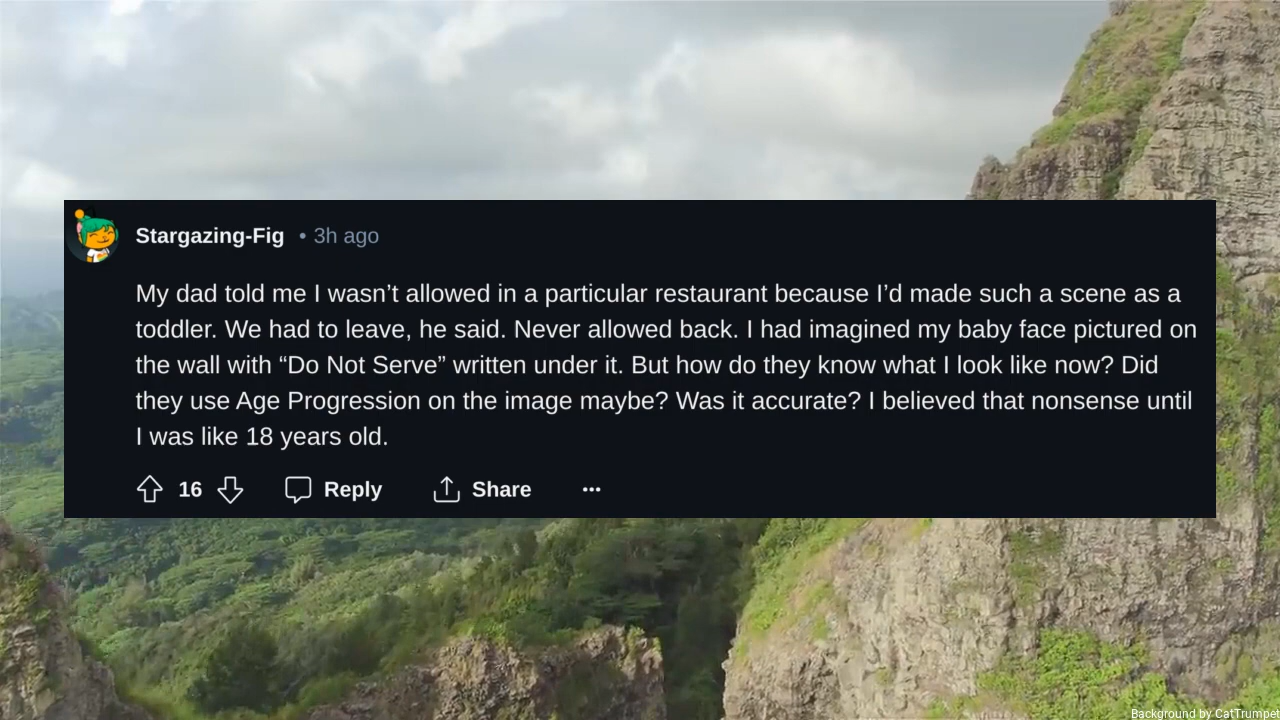 Stargazing-Fig • 3h ago
My dad told me I wasn’t allowed in a particular restaurant because I’d made such a scene as a
toddler. We had to leave, he said. Never allowed back. I had imagined my baby face pictured on
the wall with “Do Not Serve” written under it. But how do they know what I look like now? Did
they use Age Progression on the image maybe? Was it accurate? I believed that nonsense until
I was like 18 years old.
16 Reply Share ···
Background by CatTrumpet